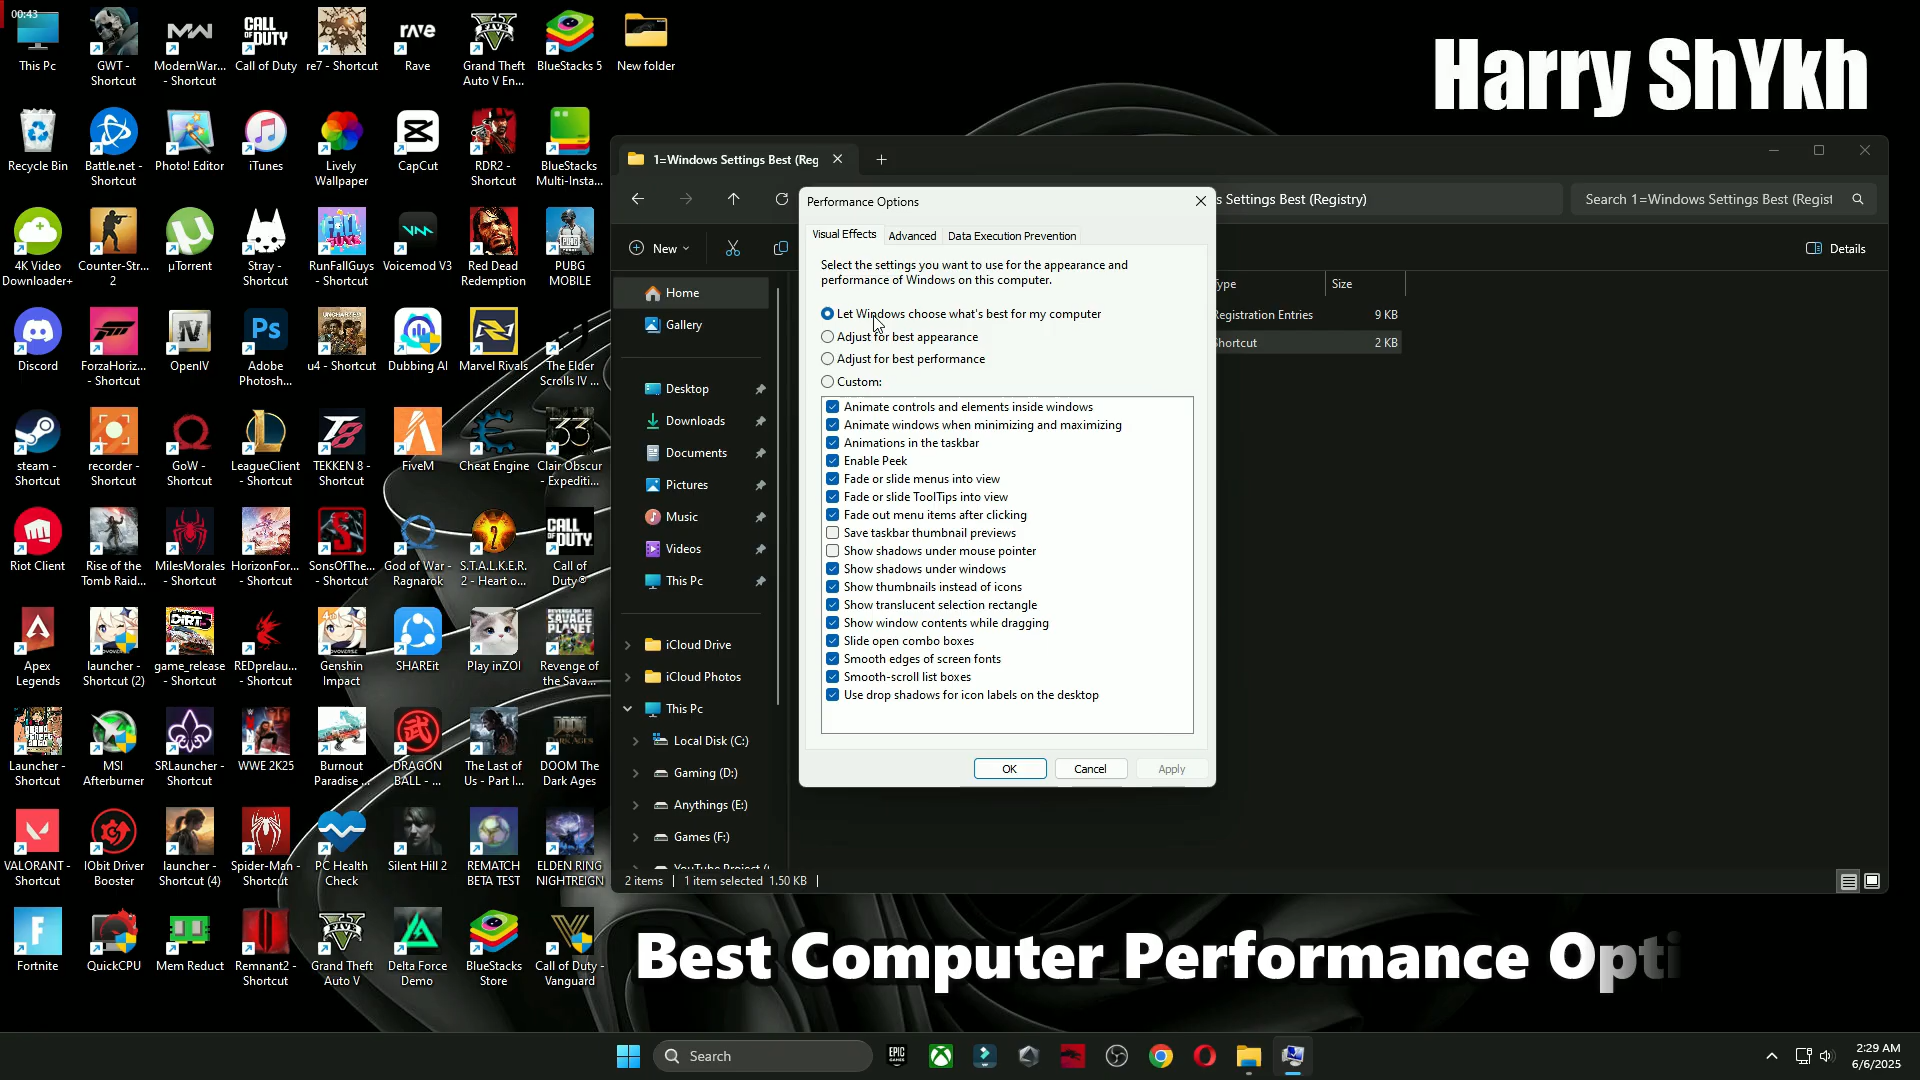 00:43
Harry ShYkh
This Pc
GWT -
Shortcut
ModernWar...
- Shortcut
CALL OF DUTY
Call of Duty
re7 - Shortcut
rave
Rave
Grand Theft
Auto V En...
BlueStacks 5
New folder
Recycle Bin
Battle.net -
Shortcut
Photo! Editor
iTunes
Lively
Wallpaper
CapCut
RDR2 -
Shortcut
BlueStacks
Multi-Insta...
4K Video
Downloader+
Counter-Str...
2
µTorrent
Stray -
Shortcut
RunFallGuys
- Shortcut
Voicemod V3
Red Dead
Redemption
PUBG
MOBILE
Discord
ForzaHoriz...
- Shortcut
OpenIV
Adobe
Photosh...
u4 - Shortcut
Dubbing AI
Marvel Rivals
The Elder
Scrolls IV ...
steam -
Shortcut
recorder -
Shortcut
GoW -
Shortcut
LeagueClient
- Shortcut
TEKKEN 8 -
Shortcut
FiveM
Cheat Engine
Clair Obscur
- Expediti...
Riot Client
Rise of the
Tomb Raid...
MilesMorales
- Shortcut
HorizonFor...
- Shortcut
SonsOfThe...
- Shortcut
God of War -
Ragnarok
S.T.A.L.K.E.R.
2 - Heart o...
CALL OF DUTY.
Call of
Duty®
Apex
Legends
launcher -
Shortcut (2)
game_release
- Shortcut
REDprelau...
- Shortcut
Genshin
Impact
SHAREit
Play inZOI
Revenge of
the Sava...
Launcher -
Shortcut
MSI
Afterburner
SRLauncher -
Shortcut
WWE 2K25
Burnout
Paradise ...
DRAGON
BALL - ...
The Last of
Us - Part I...
DOOM The
Dark Ages
VALORANT -
Shortcut
IObit Driver
Booster
launcher -
Shortcut (4)
Spider-Man -
Shortcut
PC Health
Check
Silent Hill 2
REMATCH
BETA TEST
ELDEN RING
NIGHTREIGN
Fortnite
QuickCPU
Mem Reduct
Remnant2 -
Shortcut
Grand Theft
Auto V
Delta Force
Demo
BlueStacks
Store
Call of Duty -
Vanguard
1=Windows Settings Best (Reg
s Settings Best (Registry)
Search 1=Windows Settings Best (Regist
New
Details
Home
Gallery
Desktop
Downloads
Documents
Pictures
Music
Videos
This Pc
iCloud Drive
iCloud Photos
This Pc
Local Disk (C:)
Gaming (D:)
Anythings (E:)
Games (F:)
ype
Size
egistration Entries
9 KB
hortcut
2 KB
2 items
1 item selected 1.50 KB
Performance Options
Visual Effects
Advanced
Data Execution Prevention
Select the settings you want to use for the appearance and
performance of Windows on this computer.
Let Windows choose what's best for my computer
Adjust for best appearance
Adjust for best performance
Custom:
Animate controls and elements inside windows
Animate windows when minimizing and maximizing
Animations in the taskbar
Enable Peek
Fade or slide menus into view
Fade or slide ToolTips into view
Fade out menu items after clicking
Save taskbar thumbnail previews
Show shadows under mouse pointer
Show shadows under windows
Show thumbnails instead of icons
Show translucent selection rectangle
Show window contents while dragging
Slide open combo boxes
Smooth edges of screen fonts
Smooth-scroll list boxes
Use drop shadows for icon labels on the desktop
OK
Cancel
Apply
Best Computer Performance Opti
Search
2:29 AM
6/6/2025